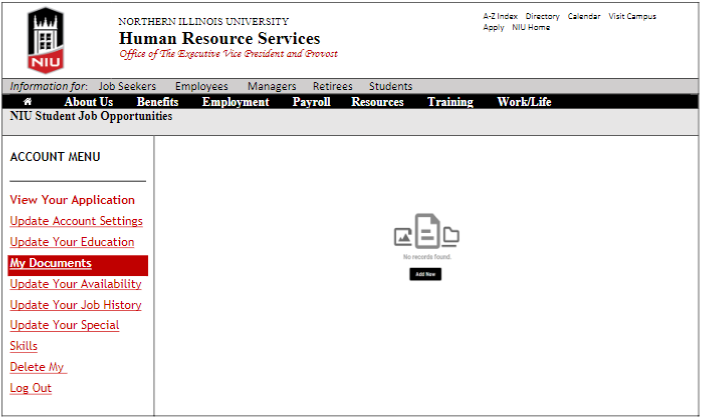 NIU
NORTHERN ILLINOIS UNIVERSITY
Human Resource Services
Office of The Executive Vice President and Provost
A-Z Index Directory Calendar Visit Campus
Apply NIU Home
Information for: Job Seekers Employees Managers Retirees Students
About Us Benefits Employment Payroll Resources Training Work/Life
NIU Student Job Opportunities
ACCOUNT MENU
View Your Application
Update Account Settings
Update Your Education
My Documents
Update Your Availability
Update Your Job History
Update Your Special
Skills
Delete My
Log Out
No records found.
Add New